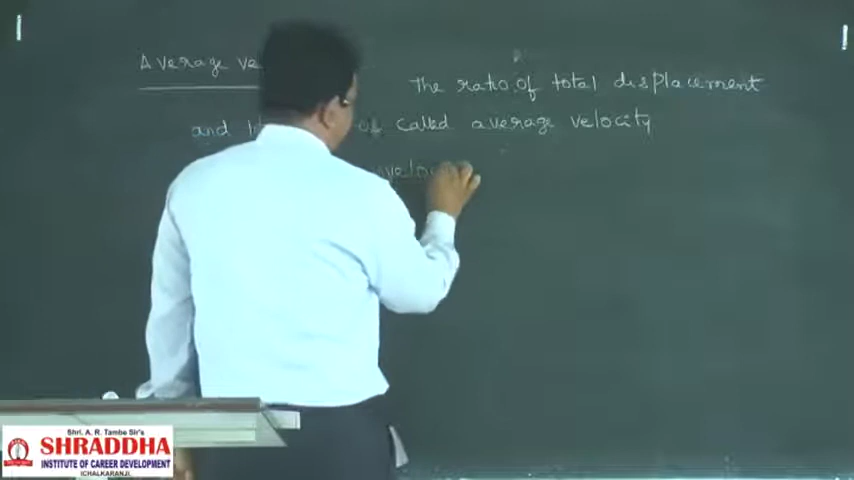 Average ve
The ratio of total displacement
and of called average velocity
velo
Shri. A. R. Tambe Sir's
SHRADDHA
INSTITUTE OF CAREER DEVELOPMENT
ICHALKARANJI.